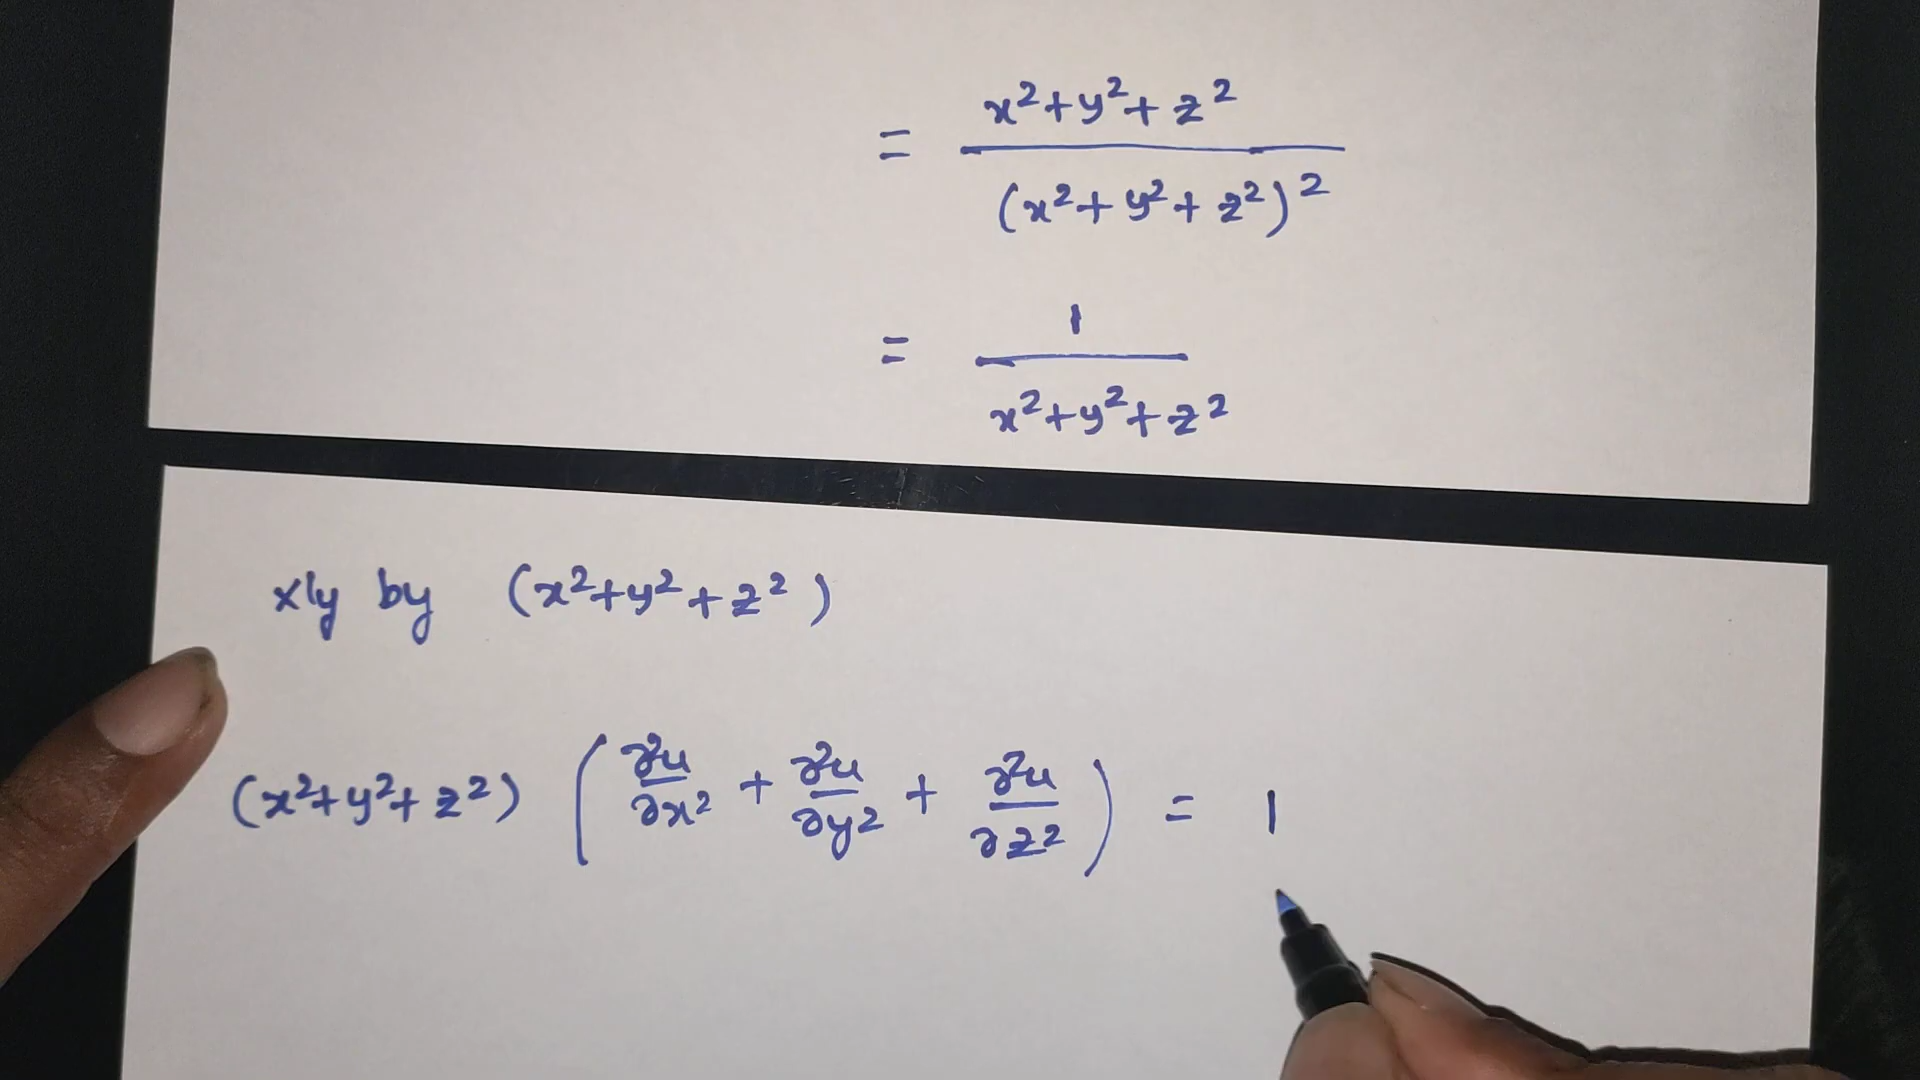 = x²+y²+z² / (x²+y²+z²)²
= 1 / x²+y²+z²
xly by (x²+y²+z²)
(x²+y²+z²) (∂²u/∂x² + ∂²u/∂y² + ∂²u/∂z²) = 1